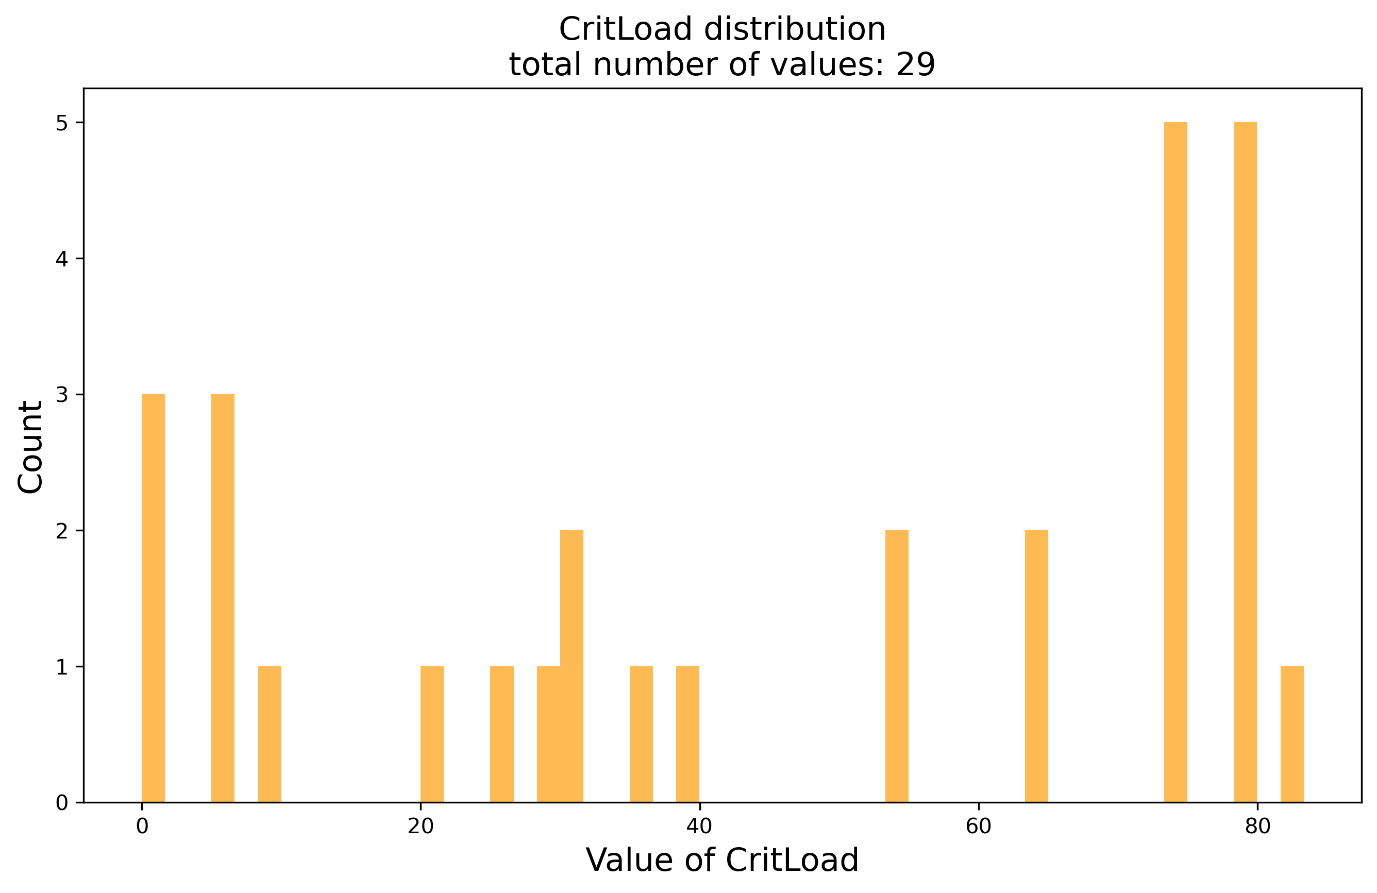 CritLoad distribution
total number of values: 29
5
4
3
2
1
0
Count
0 20 40 60 80
Value of CritLoad